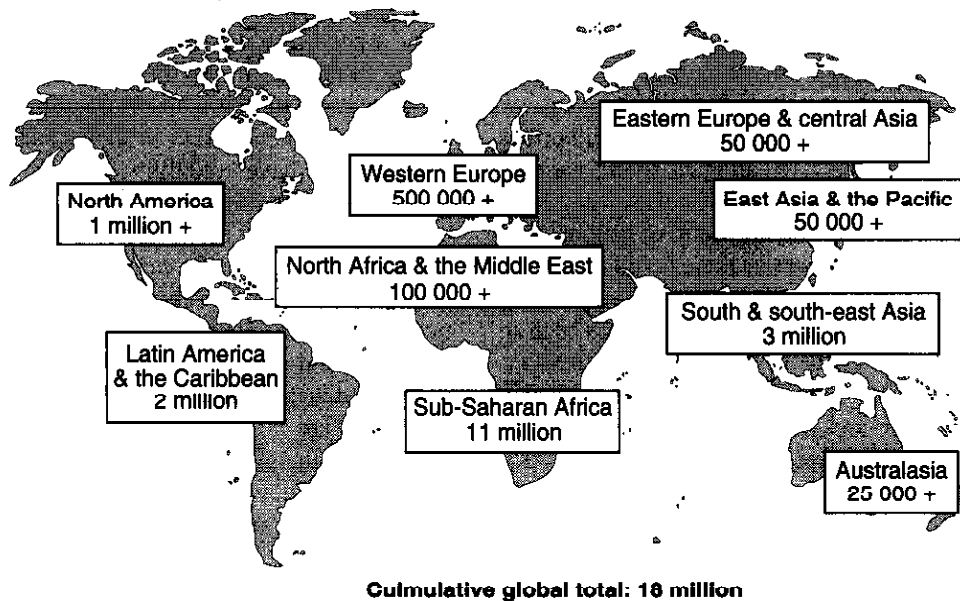 Eastern Europe & central Asia
50 000 +
Western Europe
500 000 +
North America
1 million +
East Asia & the Pacific
50 000 +
North Africa & the Middle East
100 000 +
South & south-east Asia
3 million
Latin America
& the Caribbean
2 million
Sub-Saharan Africa
11 million
Australasia
25 000 +
Culmulative global total: 18 million